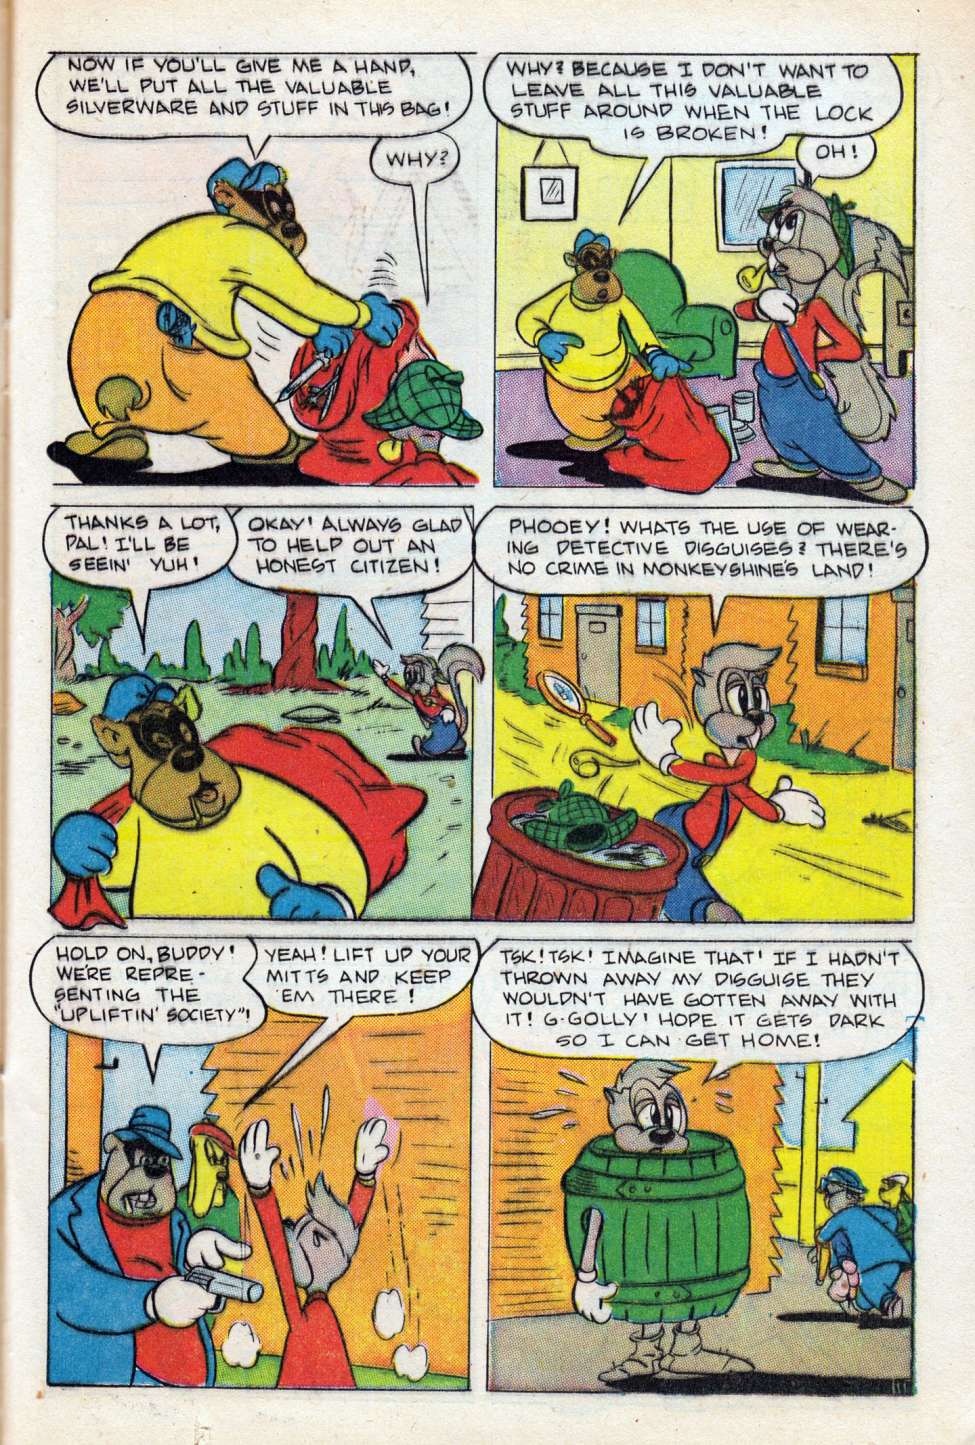 NOW IF YOU'LL GIVE ME A HAND,
WE'LL PUT ALL THE VALUABLE
SILVERWARE AND STUFF IN THIS BAG!
WHY?
WHY? BECAUSE I DON'T WANT TO
LEAVE ALL THIS VALUABLE
STUFF AROUND WHEN THE LOCK
IS BROKEN!
OH!
THANKS A LOT,
PAL! I'LL BE
SEEIN' YUH!
OKAY! ALWAYS GLAD
TO HELP OUT AN
HONEST CITIZEN!
PHOOEY! WHATS THE USE OF WEAR-
ING DETECTIVE DISGUISES? THERE'S
NO CRIME IN MONKEYSHINE'S LAND!
HOLD ON, BUDDY!
WE'RE REPRE-
SENTING THE
"UPLIFTIN' SOCIETY"!
YEAH! LIFT UP YOUR
MITTS AND KEEP
'EM THERE!
TSK! TSK! IMAGINE THAT! IF I HADN'T
THROWN AWAY MY DISGUISE THEY
WOULDN'T HAVE GOTTEN AWAY WITH
IT! G-GOLLY! HOPE IT GETS DARK
SO I CAN GET HOME!